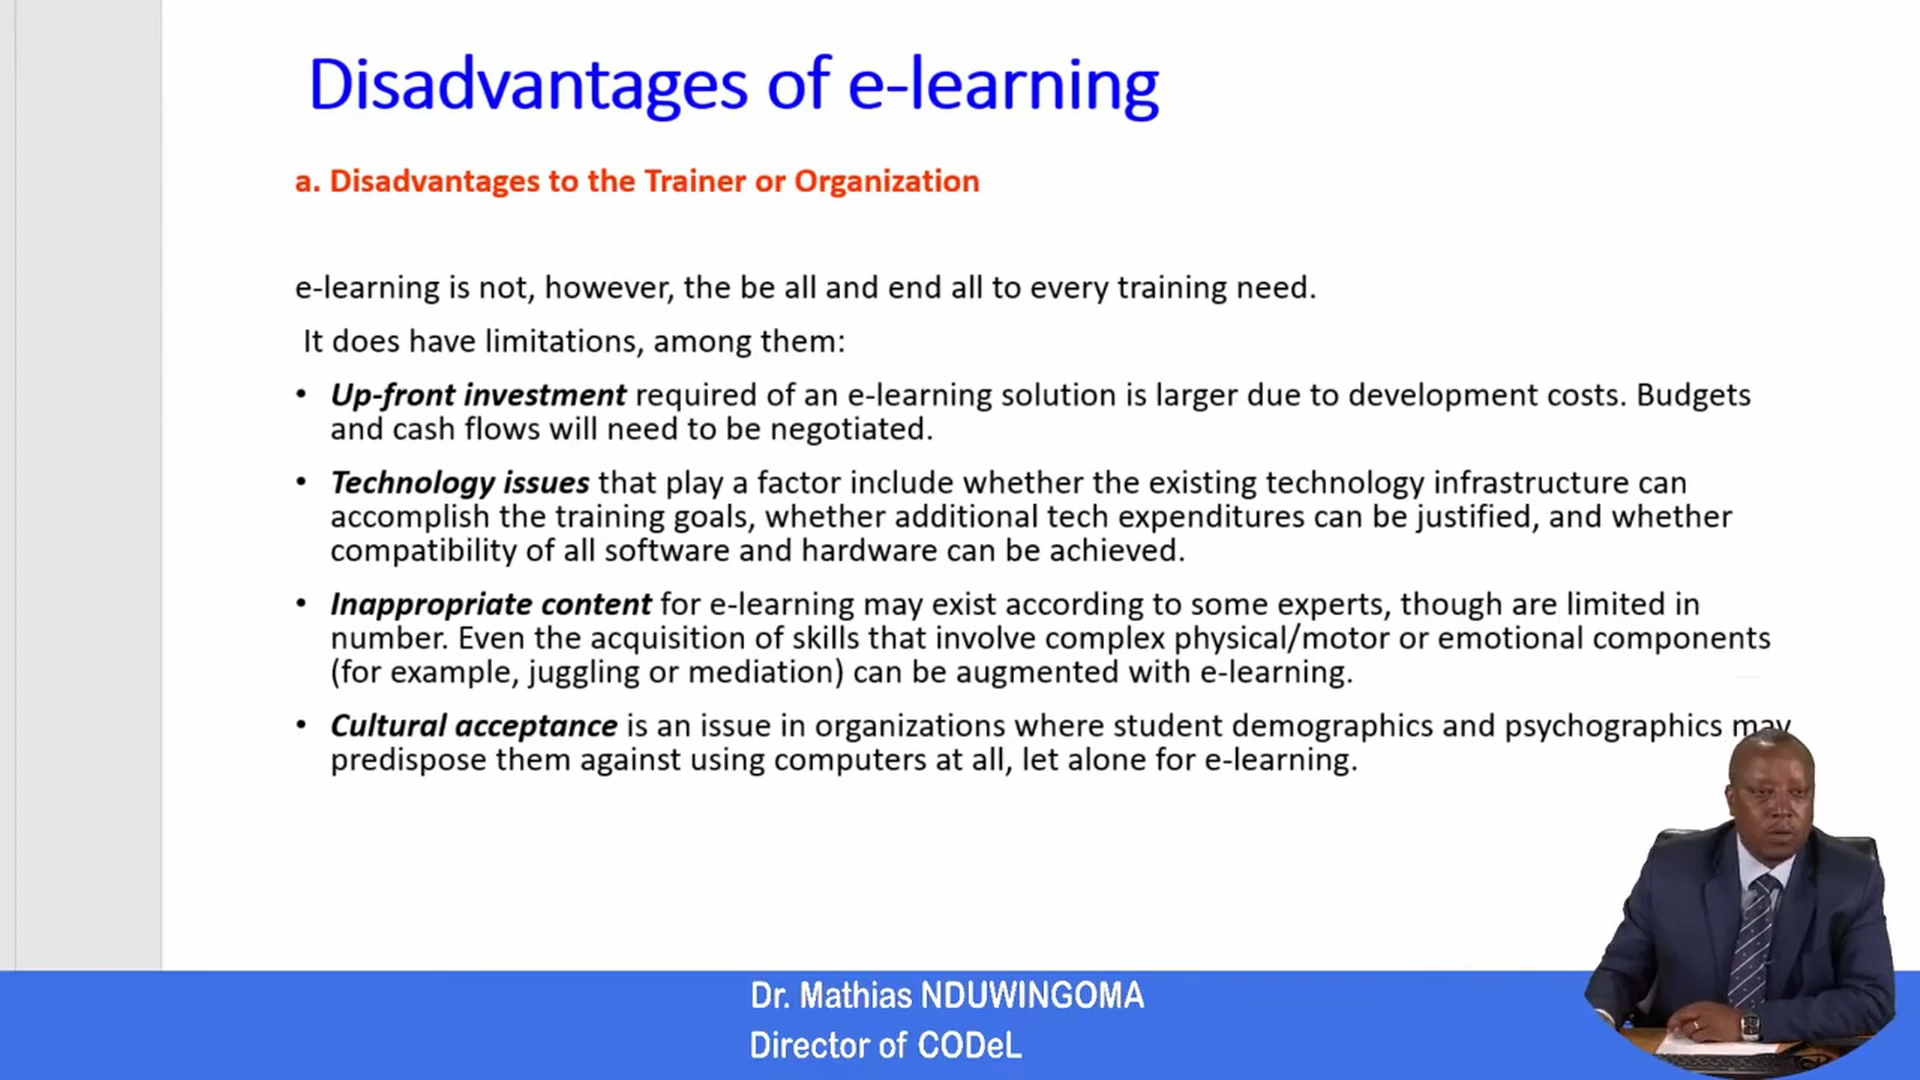 Disadvantages of e-learning
a. Disadvantages to the Trainer or Organization
e-learning is not, however, the be all and end all to every training need.
It does have limitations, among them:
• Up-front investment required of an e-learning solution is larger due to development costs. Budgets
and cash flows will need to be negotiated.
• Technology issues that play a factor include whether the existing technology infrastructure can
accomplish the training goals, whether additional tech expenditures can be justified, and whether
compatibility of all software and hardware can be achieved.
• Inappropriate content for e-learning may exist according to some experts, though are limited in
number. Even the acquisition of skills that involve complex physical/motor or emotional components
(for example, juggling or mediation) can be augmented with e-learning.
• Cultural acceptance is an issue in organizations where student demographics and psychographics may
predispose them against using computers at all, let alone for e-learning.
Dr. Mathias NDUWINGOMA
Director of CODeL